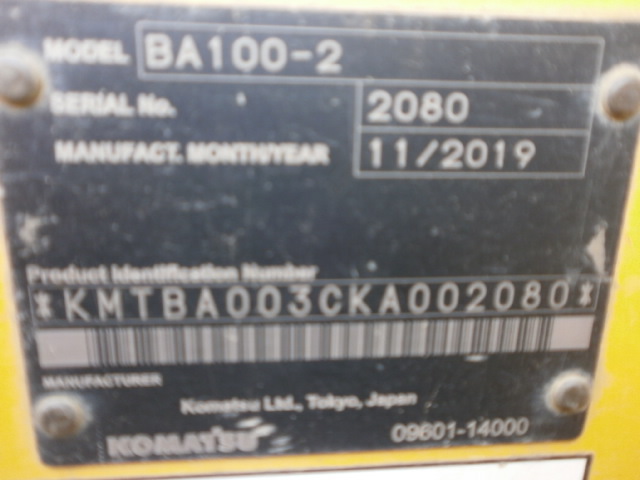 MODEL BA100-2
SERIAL No. 2080
MANUFACT. MONTH/YEAR 11/2019
Product Identification Number
*KMTBA003CKA002080*
MANUFACTURER
Komatsu Ltd., Tokyo, Japan
KOMATSU 09601-14000